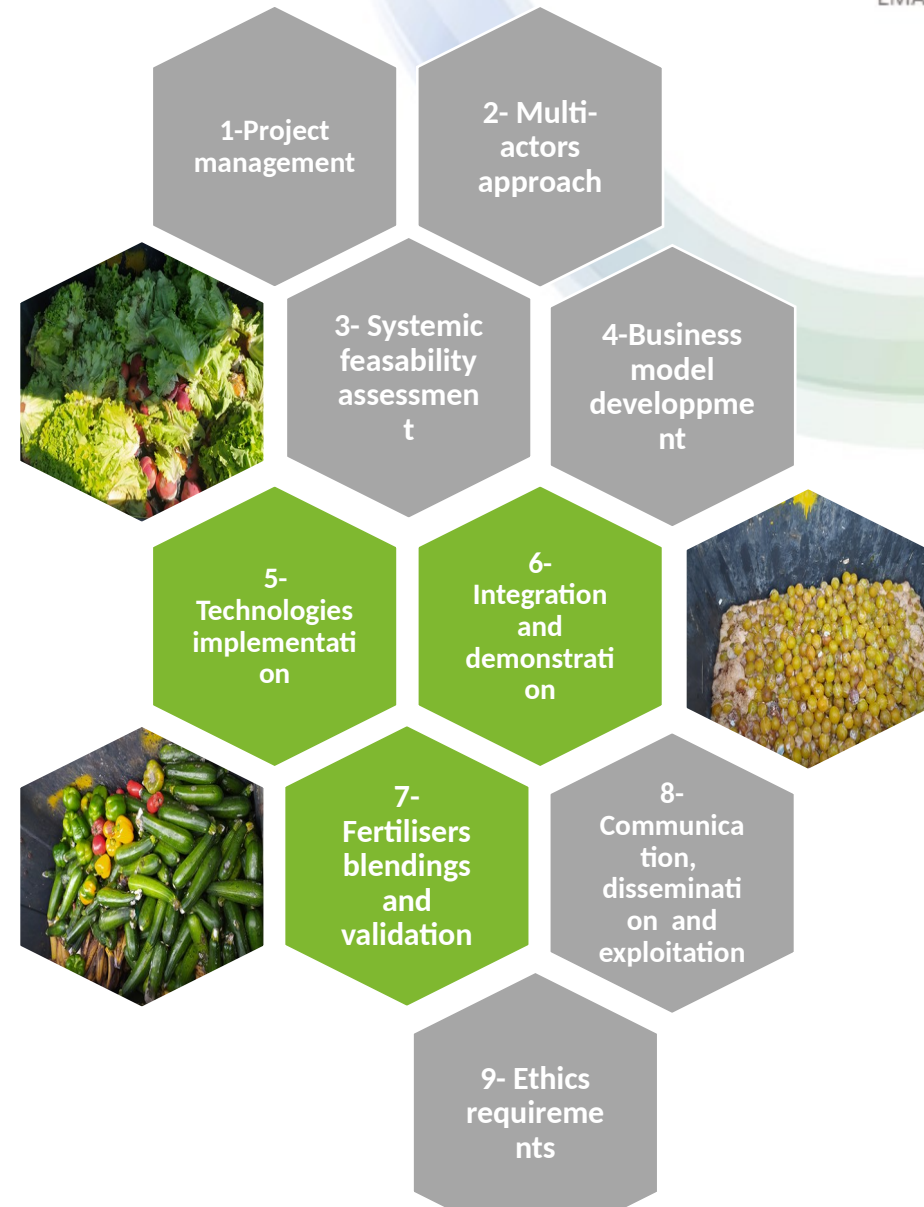 1-Project
management
2- Multi-
actors
approach
3- Systemic
feasability
assessmen
t
4-Business
model
developpme
nt
5-
Technologies
implementati
on
6-
Integration
and
demonstrati
on
7-
Fertilisers
blendings
and
validation
8-
Communica
tion,
disseminati
on and
exploitation
9- Ethics
requireme
nts